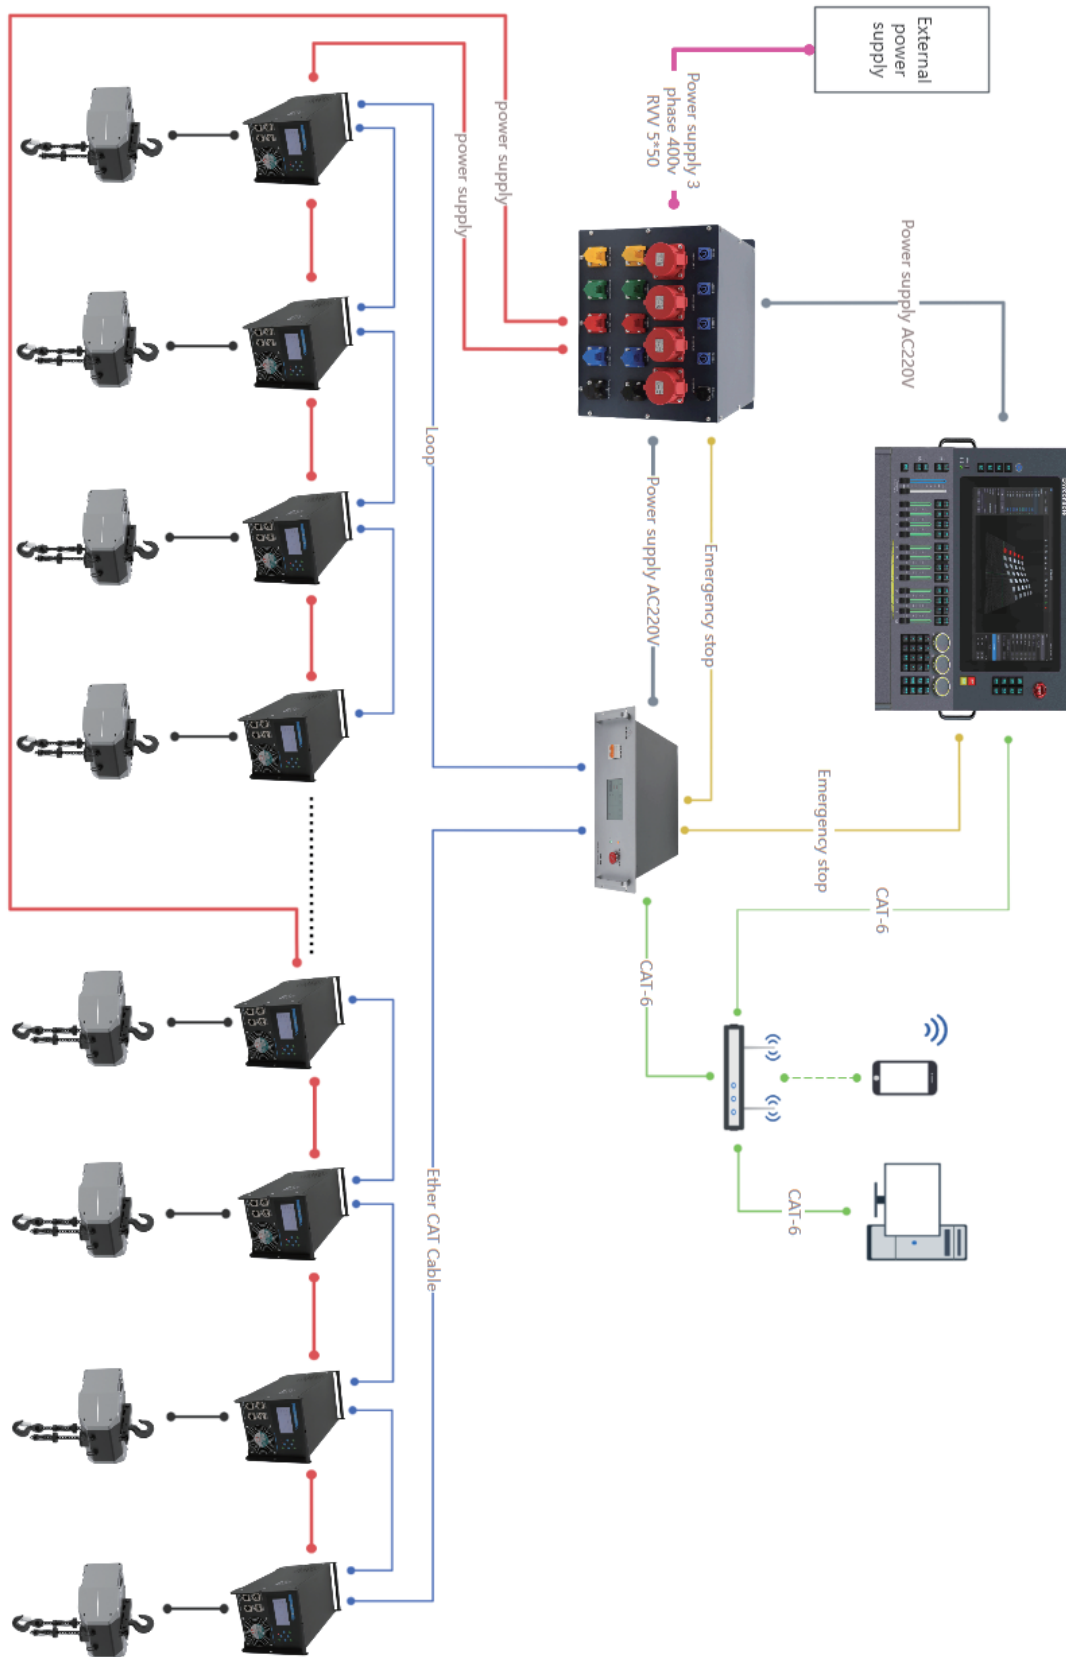 External
power
supply
Power supply 3
phase 400v
RVV 5*50
power supply
power supply
Power supply AC220V
Loop
Power supply AC220V
Emergency stop
Emergency stop
CAT-6
CAT-6
Ether CAT Cable
CAT-6